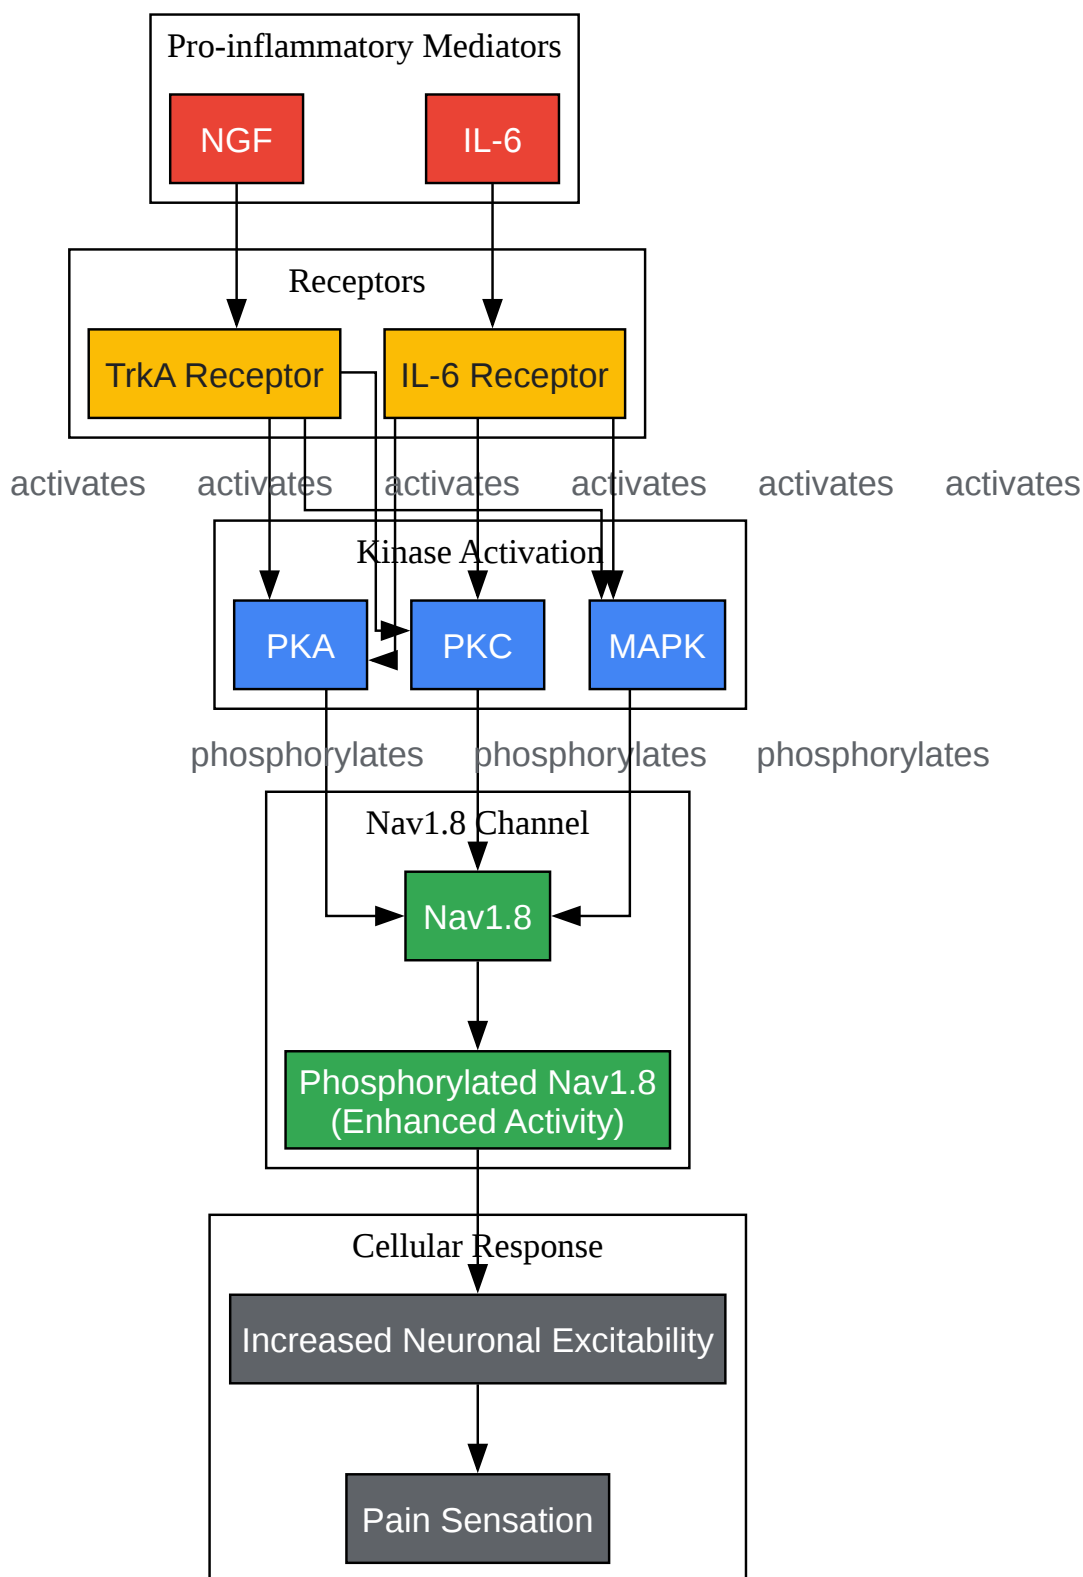 Pro-inflammatory Mediators
NGF
IL-6
Receptors
TrkA Receptor
IL-6 Receptor
activates
activates
activates
activates
activates
activates
Kinase Activation
PKA
PKC
MAPK
phosphorylates
phosphorylates
phosphorylates
Nav1.8 Channel
Nav1.8
Phosphorylated Nav1.8
(Enhanced Activity)
Cellular Response
Increased Neuronal Excitability
Pain Sensation